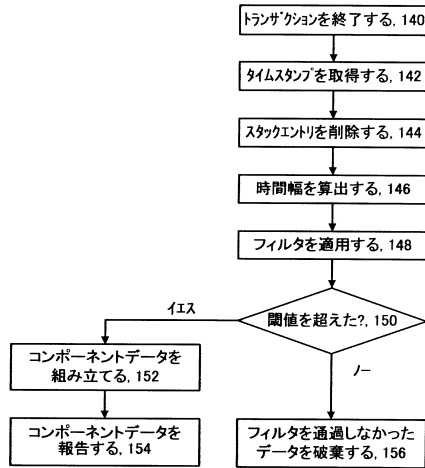 トランザクションを終了する, 140
タイムスタンプを取得する, 142
スタックエントリを削除する, 144
時間幅を算出する, 146
フィルタを適用する, 148
閾値を超えた?, 150
イエス
ノー
コンポーネントデータを
組み立てる, 152
コンポーネントデータを
報告する, 154
フィルタを通過しなかった
データを破棄する, 156